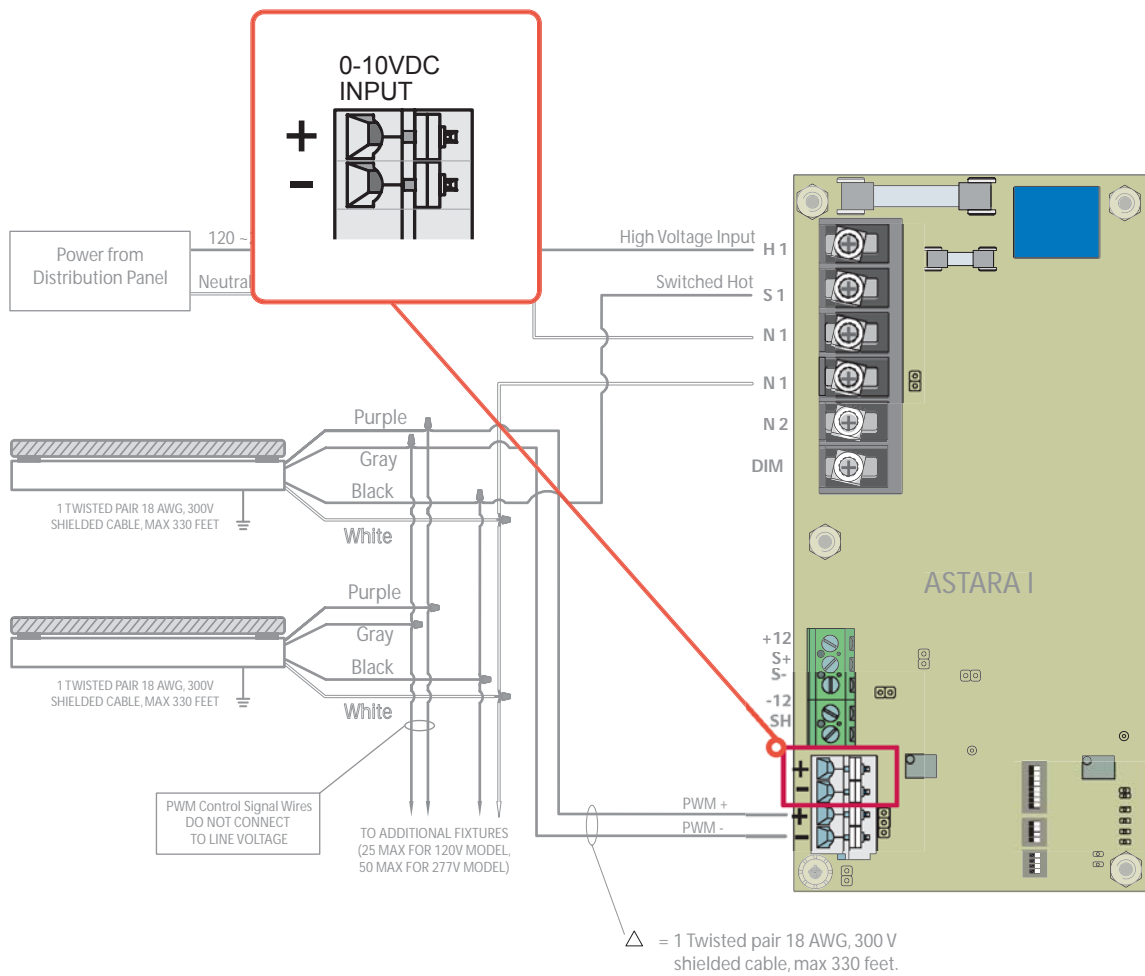 0-10VDC
INPUT
+
-
Power from
Distribution Panel
120 ~
Neutral
High Voltage Input
H 1
Switched Hot
S 1
N 1
N 1
N 2
DIM
Purple
Gray
Black
White
1 TWISTED PAIR 18 AWG, 300V
SHIELDED CABLE, MAX 330 FEET
Purple
Gray
Black
White
1 TWISTED PAIR 18 AWG, 300V
SHIELDED CABLE, MAX 330 FEET
ASTARA I
+12
S+
S-
-12
SH
+
-
+
-
PWM +
PWM -
PWM Control Signal Wires
DO NOT CONNECT
TO LINE VOLTAGE
TO ADDITIONAL FIXTURES
(25 MAX FOR 120V MODEL,
50 MAX FOR 277V MODEL)
△ = 1 Twisted pair 18 AWG, 300 V
shielded cable, max 330 feet.